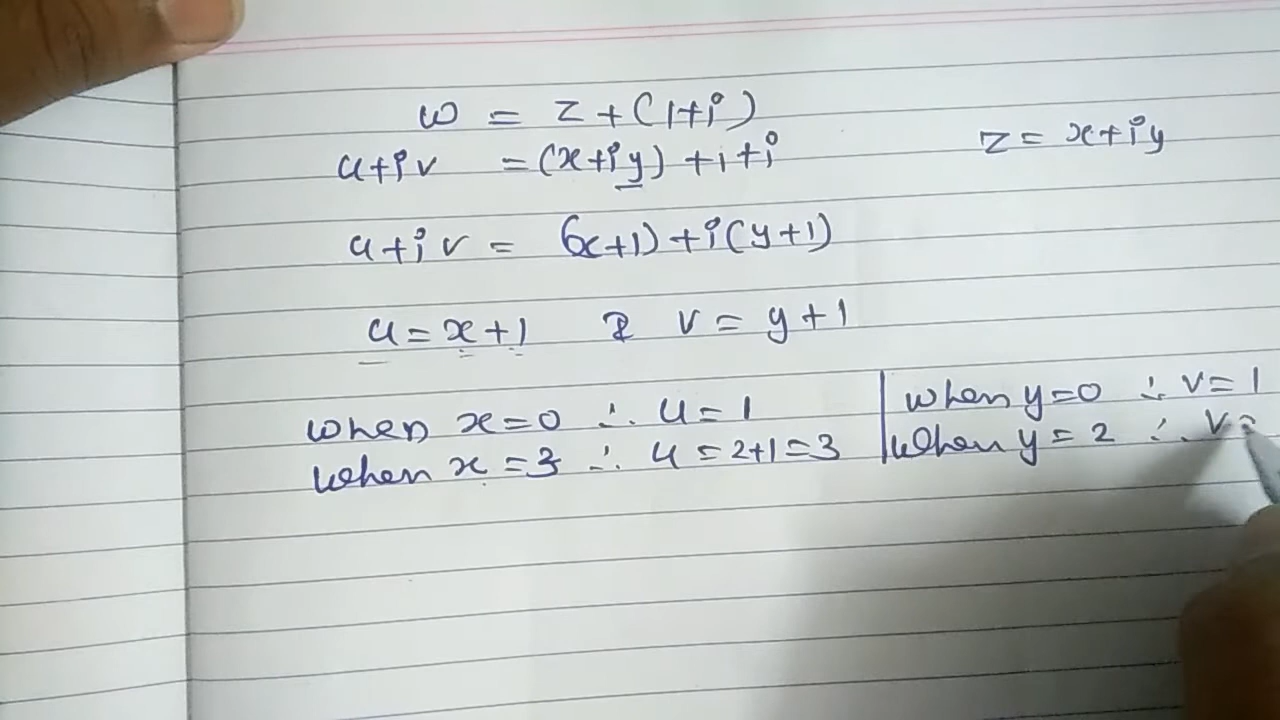 w = z + (1+i)
z = x+iy
u+iv = (x+iy) + 1 + i
u+iv = (x+1) + i(y+1)
u = x+1 & v = y+1
when x=0 ∴ u=1
when x=3 ∴ u=2+1=3
when y=0 ∴ v=1
when y=2 ∴ v=